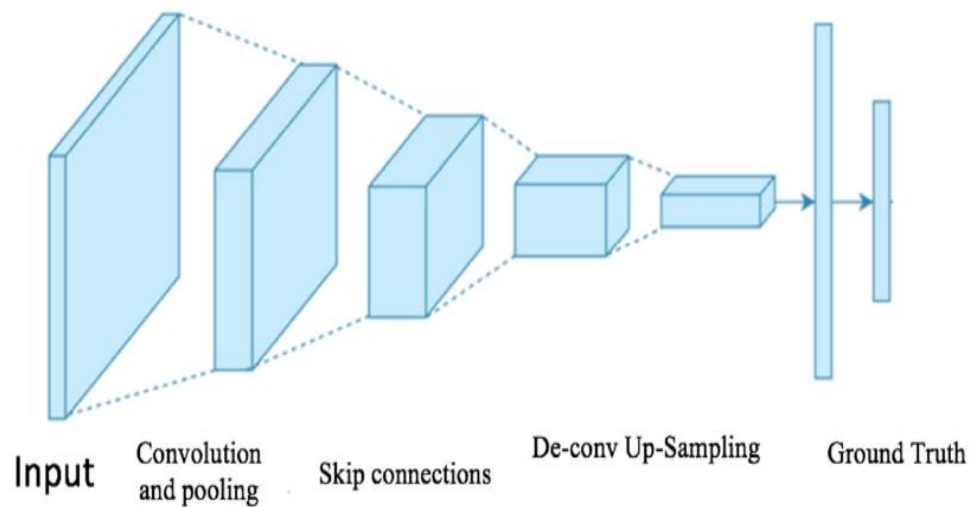 Input
Convolution
and pooling
Skip connections
De-conv Up-Sampling
Ground Truth